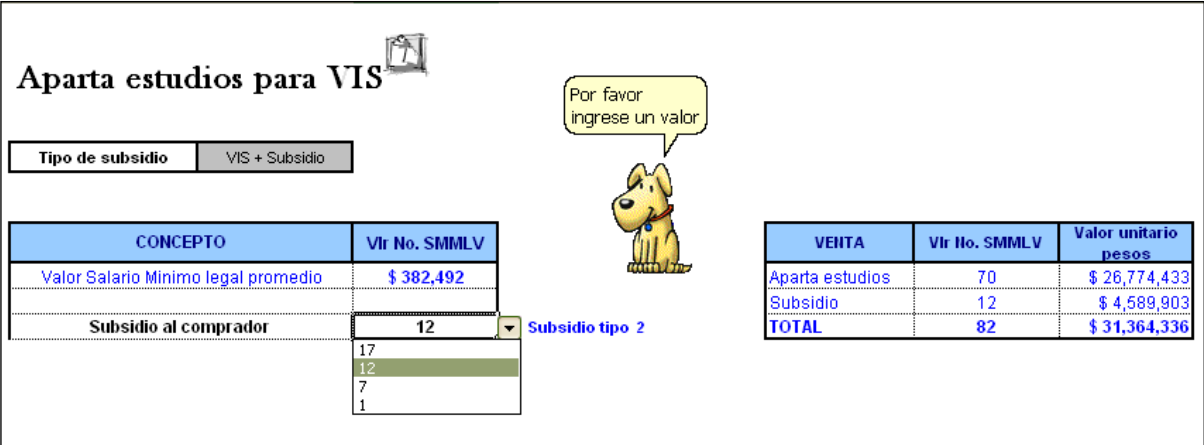 Aparta estudios para VIS
Por favor
ingrese un valor
Tipo de subsidio VIS + Subsidio
CONCEPTO Vlr No. SMMLV
Valor Salario Minimo legal promedio $ 382,492
Subsidio al comprador 12 Subsidio tipo 2
17
12
7
1
VENTA Vlr No. SMMLV Valor unitario pesos
Aparta estudios 70 $ 26,774,433
Subsidio 12 $ 4,589,903
TOTAL 82 $ 31,364,336